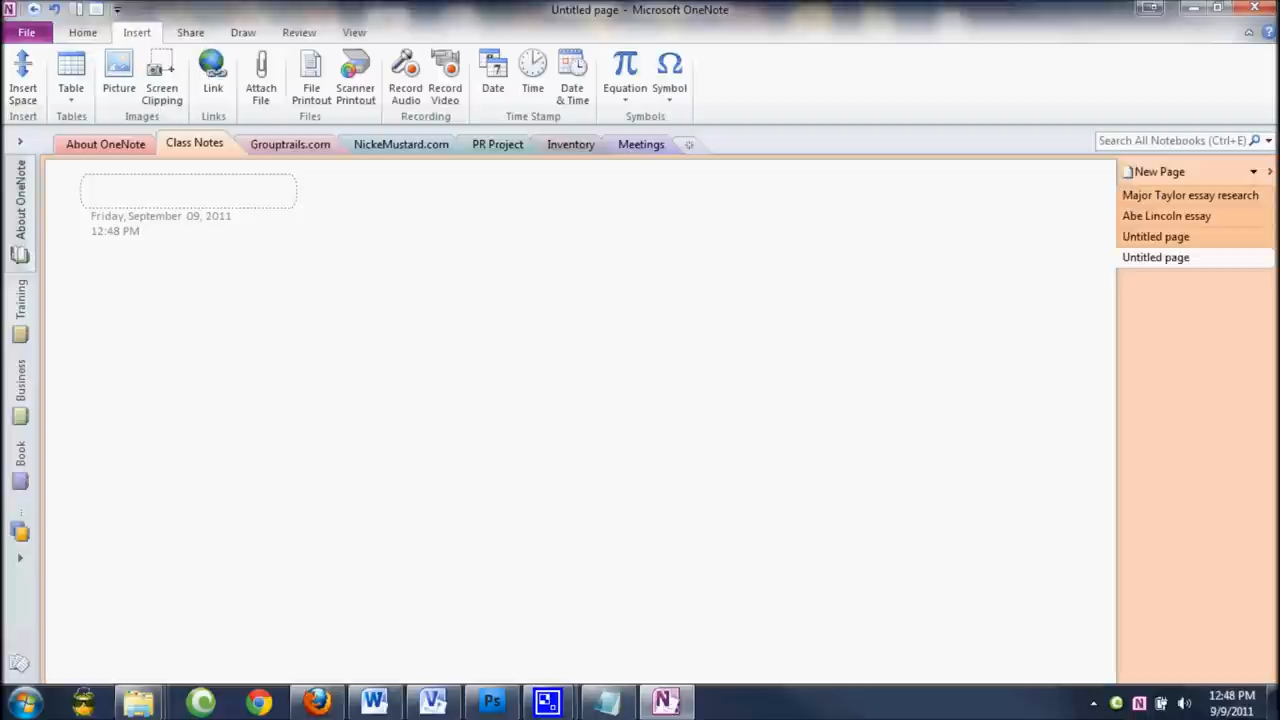 Untitled page - Microsoft OneNote
File Home Insert Share Draw Review View
Insert Space
Table
Picture
Screen Clipping
Link
Attach File
File Printout
Scanner Printout
Record Audio
Record Video
Date
Time
Date & Time
Equation
Symbol
Insert Tables Images Links Files Recording Time Stamp Symbols
About OneNote Class Notes Grouptrails.com NickeMustard.com PR Project Inventory Meetings
Search All Notebooks (Ctrl+E)
About OneNote
Training
Business
Book
Friday, September 09, 2011
12:48 PM
New Page
Major Taylor essay research
Abe Lincoln essay
Untitled page
Untitled page
12:48 PM
9/9/2011